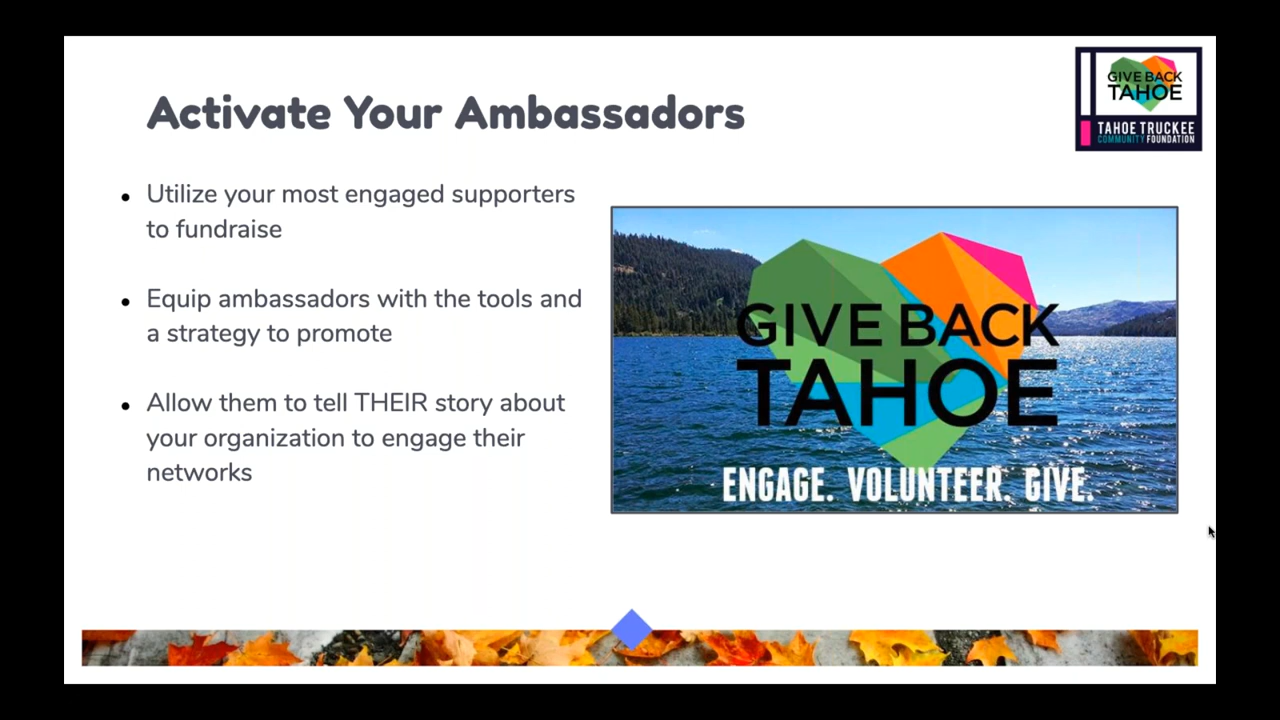 GIVE BACK
TAHOE
TAHOE TRUCKEE
COMMUNITY FOUNDATION
Activate Your Ambassadors
Utilize your most engaged supporters
to fundraise
Equip ambassadors with the tools and
a strategy to promote
Allow them to tell THEIR story about
your organization to engage their
networks
GIVE BACK
TAHOE
ENGAGE. VOLUNTEER. GIVE.